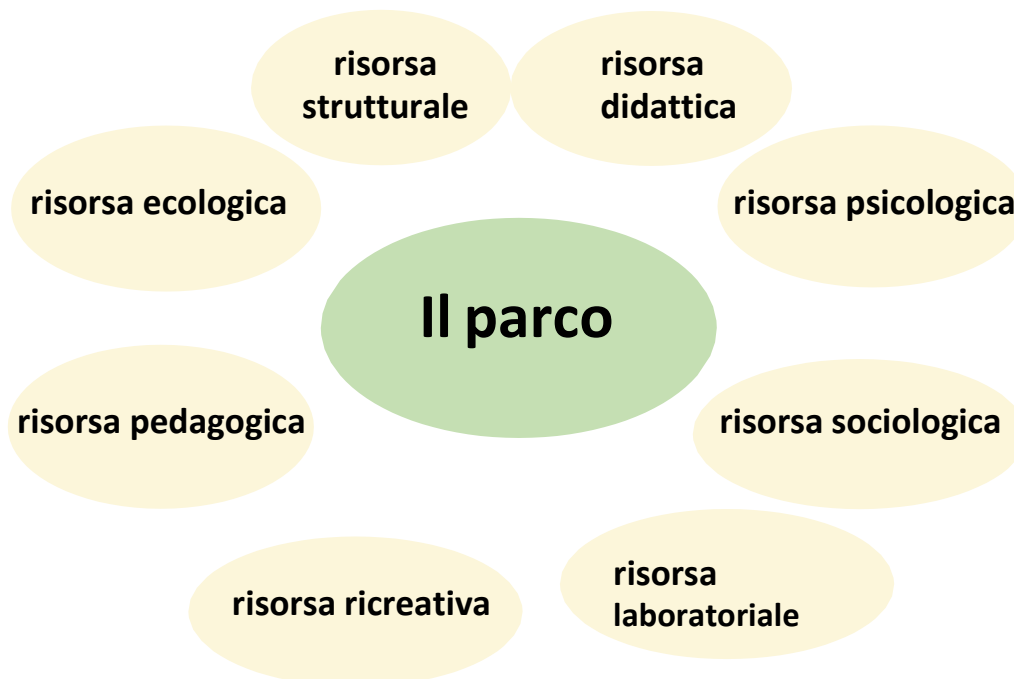 risorsa
strutturale
risorsa
didattica
risorsa ecologica
risorsa psicologica
Il parco
risorsa pedagogica
risorsa sociologica
risorsa ricreativa
risorsa
laboratoriale